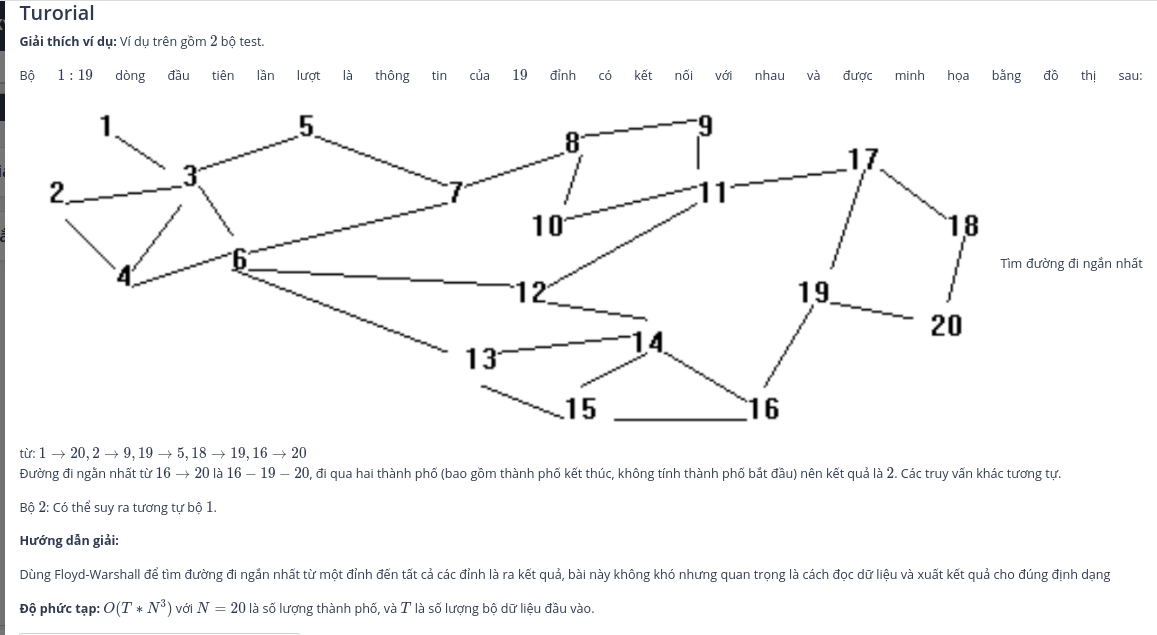 Turorial
Giải thích ví dụ: Ví dụ trên gồm 2 bộ test.
Bộ 1 : 19 dòng đầu tiên lần lượt là thông tin của 19 đỉnh có kết nối với nhau và được minh họa bằng đồ thị sau:
1
5
8
9
17
3
2
7
11
10
18
6
4
12
19
20
14
13
15
16
Tìm đường đi ngắn nhất
từ: 1 → 20, 2 → 9, 19 → 5, 18 → 19, 16 → 20
Đường đi ngắn nhất từ 16 → 20 là 16 − 19 − 20, đi qua hai thành phố (bao gồm thành phố kết thúc, không tính thành phố bắt đầu) nên kết quả là 2. Các truy vấn khác tương tự.
Bộ 2: Có thể suy ra tương tự bộ 1.
Hướng dẫn giải:
Dùng Floyd-Warshall để tìm đường đi ngắn nhất từ một đỉnh đến tất cả các đỉnh là ra kết quả, bài này không khó nhưng quan trọng là cách đọc dữ liệu và xuất kết quả cho đúng định dạng
Độ phức tạp: O(T * N³) với N = 20 là số lượng thành phố, và T là số lượng bộ dữ liệu đầu vào.